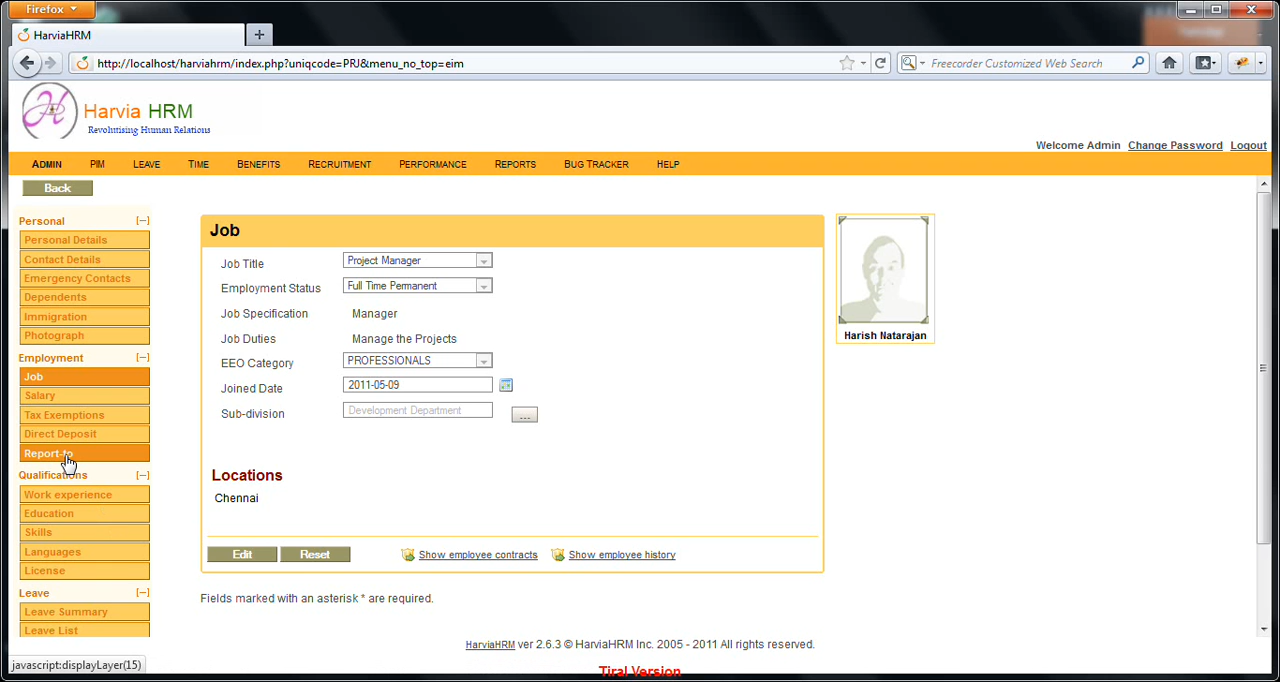 Firefox
HarviaHRM
http://localhost/harviahrm/index.php?uniqcode=PRJ&menu_no_top=eim
Freecorder Customized Web Search
Harvia HRM
Revolutising Human Relations
Welcome Admin Change Password Logout
ADMIN PIM LEAVE TIME BENEFITS RECRUITMENT PERFORMANCE REPORTS BUG TRACKER HELP
Back
Personal [−]
Personal Details
Contact Details
Emergency Contacts
Dependents
Immigration
Photograph
Employment [−]
Job
Salary
Tax Exemptions
Direct Deposit
Report-to
Qualifications [−]
Work experience
Education
Skills
Languages
License
Leave [−]
Leave Summary
Leave List
Job
Job Title Project Manager
Employment Status Full Time Permanent
Job Specification Manager
Job Duties Manage the Projects
EEO Category PROFESSIONALS
Joined Date 2011-05-09
Sub-division Development Department ...
Locations
Chennai
Edit Reset Show employee contracts Show employee history
Harish Natarajan
Fields marked with an asterisk * are required.
HarviaHRM ver 2.6.3 © HarviaHRM Inc. 2005 - 2011 All rights reserved.
javascript:displayLayer(15)
Tiral Version